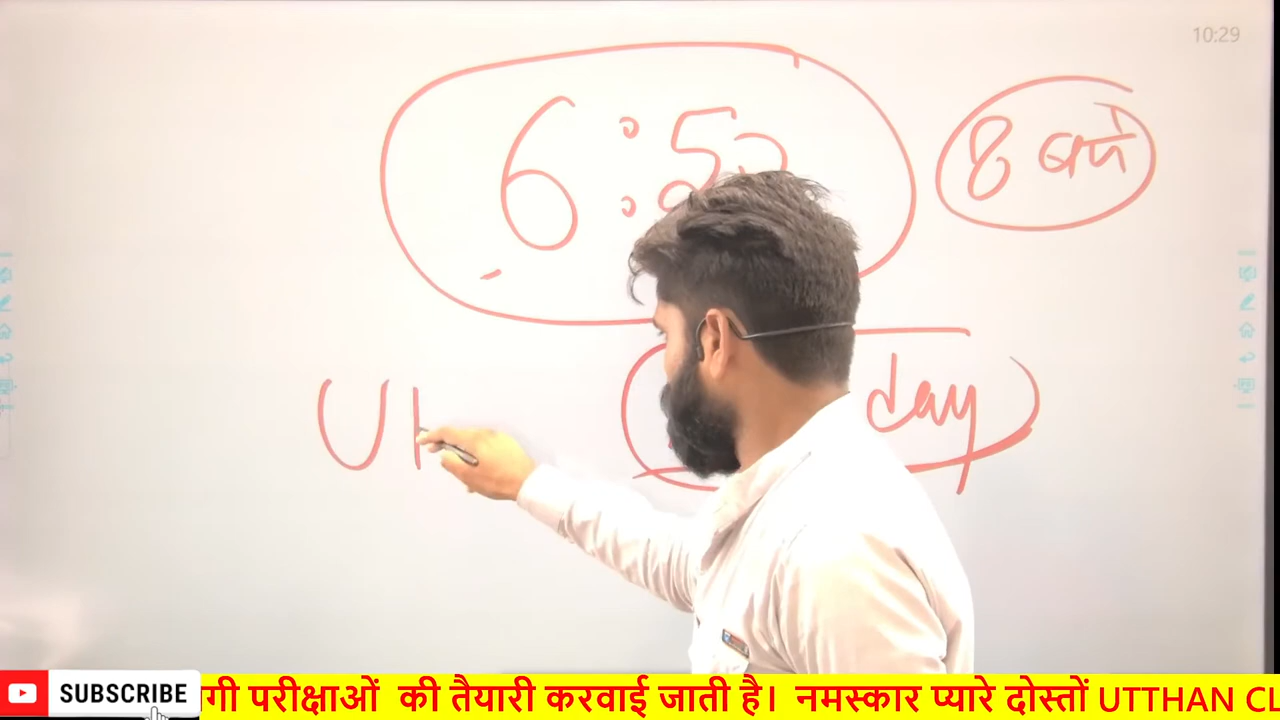 10:29
6:5
8 बजे
day
U
SUBSCRIBE
गी परीक्षाओं की तैयारी करवाई जाती है। नमस्कार प्यारे दोस्तों UTTHAN CL